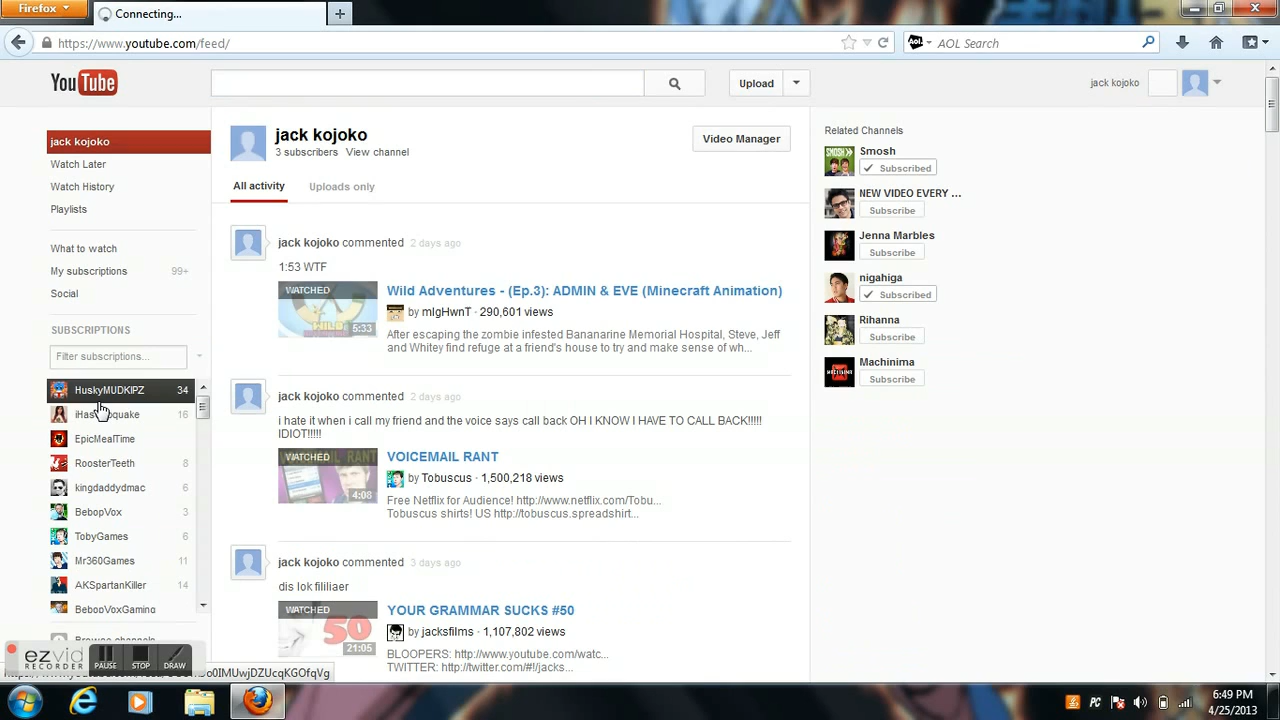 Firefox
Connecting...
https://www.youtube.com/feed/
AOL Search
Aol.
YouTube
Upload
jack kojoko
jack kojoko
Watch Later
Watch History
Playlists
What to watch
My subscriptions 99+
Social
SUBSCRIPTIONS
Filter subscriptions...
HuskyMUDKIPZ 34
16
EpicMealTime
RoosterTeeth 8
kingdaddydmac 6
BebopVox 3
TobyGames 6
Mr360Games 11
AKSpartanKiller 14
BebopVoxGaming
Browse channels
jack kojoko
3 subscribers View channel
Video Manager
All activity Uploads only
jack kojoko commented 2 days ago
1:53 WTF
WATCHED
5:33
Wild Adventures - (Ep.3): ADMIN & EVE (Minecraft Animation)
by mIgHwnT · 290,601 views
After escaping the zombie infested Bananarine Memorial Hospital, Steve, Jeff
and Whitey find refuge at a friend's house to try and make sense of wh...
jack kojoko commented 2 days ago
i hate it when i call my friend and the voice says call back OH I KNOW I HAVE TO CALL BACK!!!!!
IDIOT!!!!!
WATCHED
VOICEMAIL RANT
4:08
VOICEMAIL RANT
by Tobuscus · 1,500,218 views
Free Netflix for Audience! http://www.netflix.com/Tobu...
Tobuscus shirts! US http://tobuscus.spreadshirt...
jack kojoko commented 3 days ago
dis lok fililiaer
WATCHED
50
21:05
YOUR GRAMMAR SUCKS #50
by jacksfilms · 1,107,802 views
BLOOPERS: http://www.youtube.com/watc...
TWITTER: http://twitter.com/#!/jacks...
Related Channels
Smosh
Subscribed
NEW VIDEO EVERY ...
Subscribe
Jenna Marbles
Subscribe
nigahiga
Subscribed
Rihanna
Subscribe
Machinima
Subscribe
ezvid
RECORDER
PAUSE STOP DRAW
6:49 PM
4/25/2013